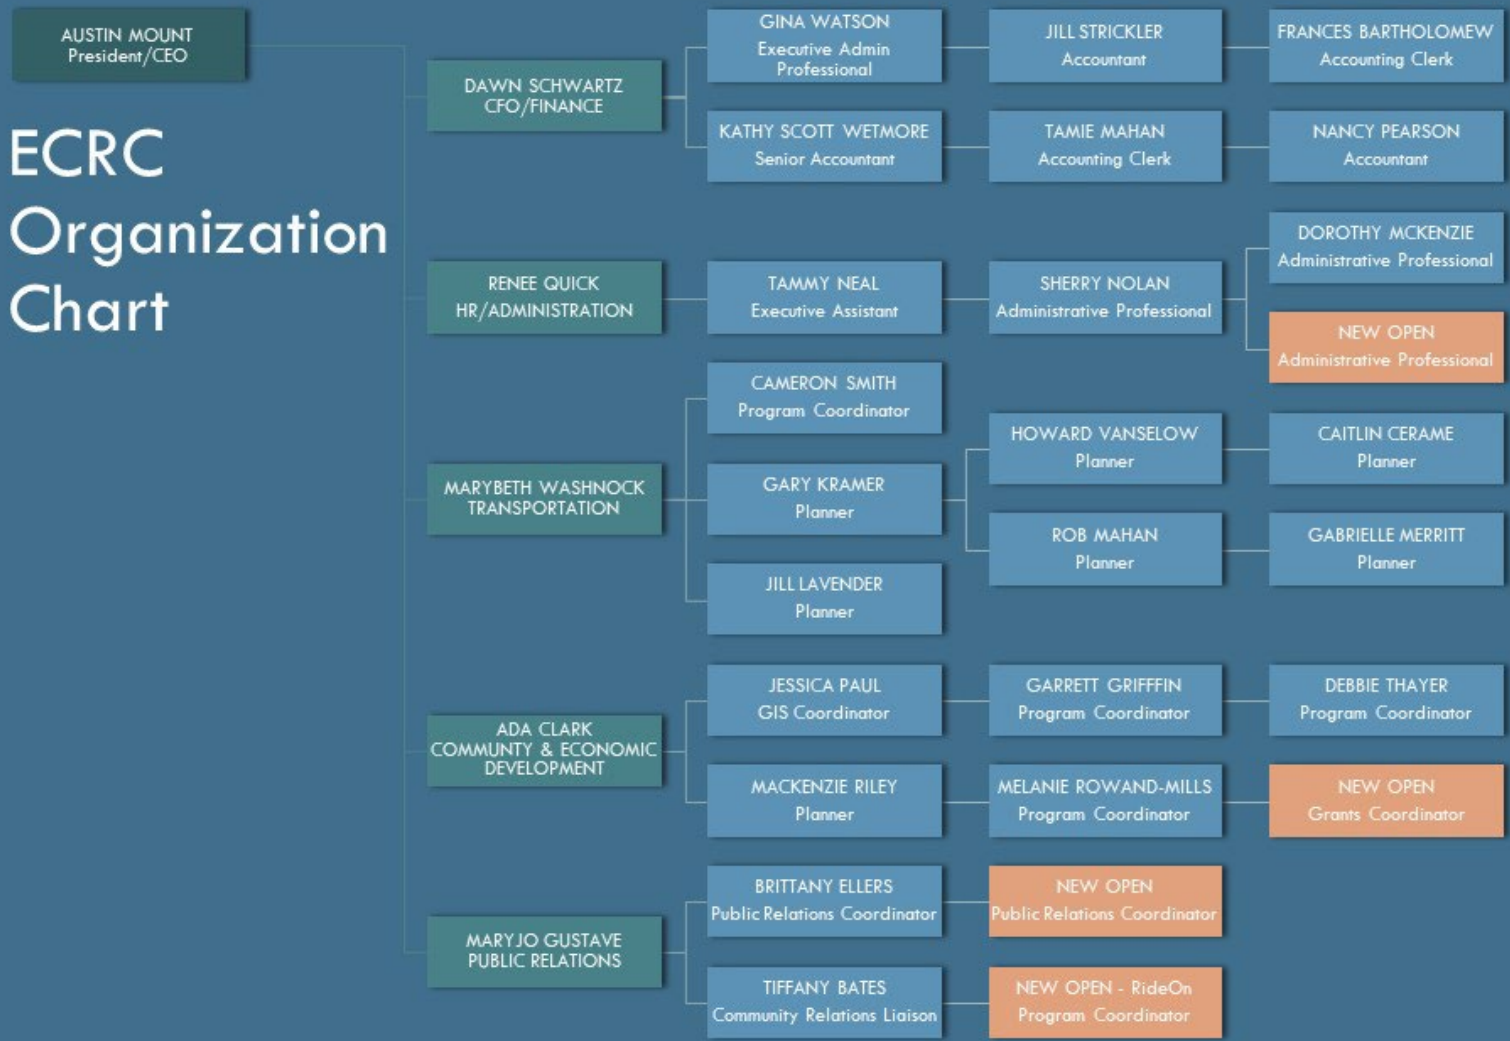 AUSTIN MOUNT
President/CEO
ECRC
Organization
Chart
DAWN SCHWARTZ
CFO/FINANCE
GINA WATSON
Executive Admin
Professional
JILL STRICKLER
Accountant
FRANCES BARTHOLOMEW
Accounting Clerk
KATHY SCOTT WETMORE
Senior Accountant
TAMIE MAHAN
Accounting Clerk
NANCY PEARSON
Accountant
RENEE QUICK
HR/ADMINISTRATION
TAMMY NEAL
Executive Assistant
SHERRY NOLAN
Administrative Professional
DOROTHY MCKENZIE
Administrative Professional
NEW OPEN
Administrative Professional
MARYBETH WASHNOCK
TRANSPORTATION
CAMERON SMITH
Program Coordinator
GARY KRAMER
Planner
HOWARD VANSELOW
Planner
CAITLIN CERAME
Planner
ROB MAHAN
Planner
GABRIELLE MERRITT
Planner
JILL LAVENDER
Planner
ADA CLARK
COMMUNTY & ECONOMIC
DEVELOPMENT
JESSICA PAUL
GIS Coordinator
GARRETT GRIFFFIN
Program Coordinator
DEBBIE THAYER
Program Coordinator
MACKENZIE RILEY
Planner
MELANIE ROWAND-MILLS
Program Coordinator
NEW OPEN
Grants Coordinator
MARYJO GUSTAVE
PUBLIC RELATIONS
BRITTANY ELLERS
Public Relations Coordinator
NEW OPEN
Public Relations Coordinator
TIFFANY BATES
Community Relations Liaison
NEW OPEN - RideOn
Program Coordinator